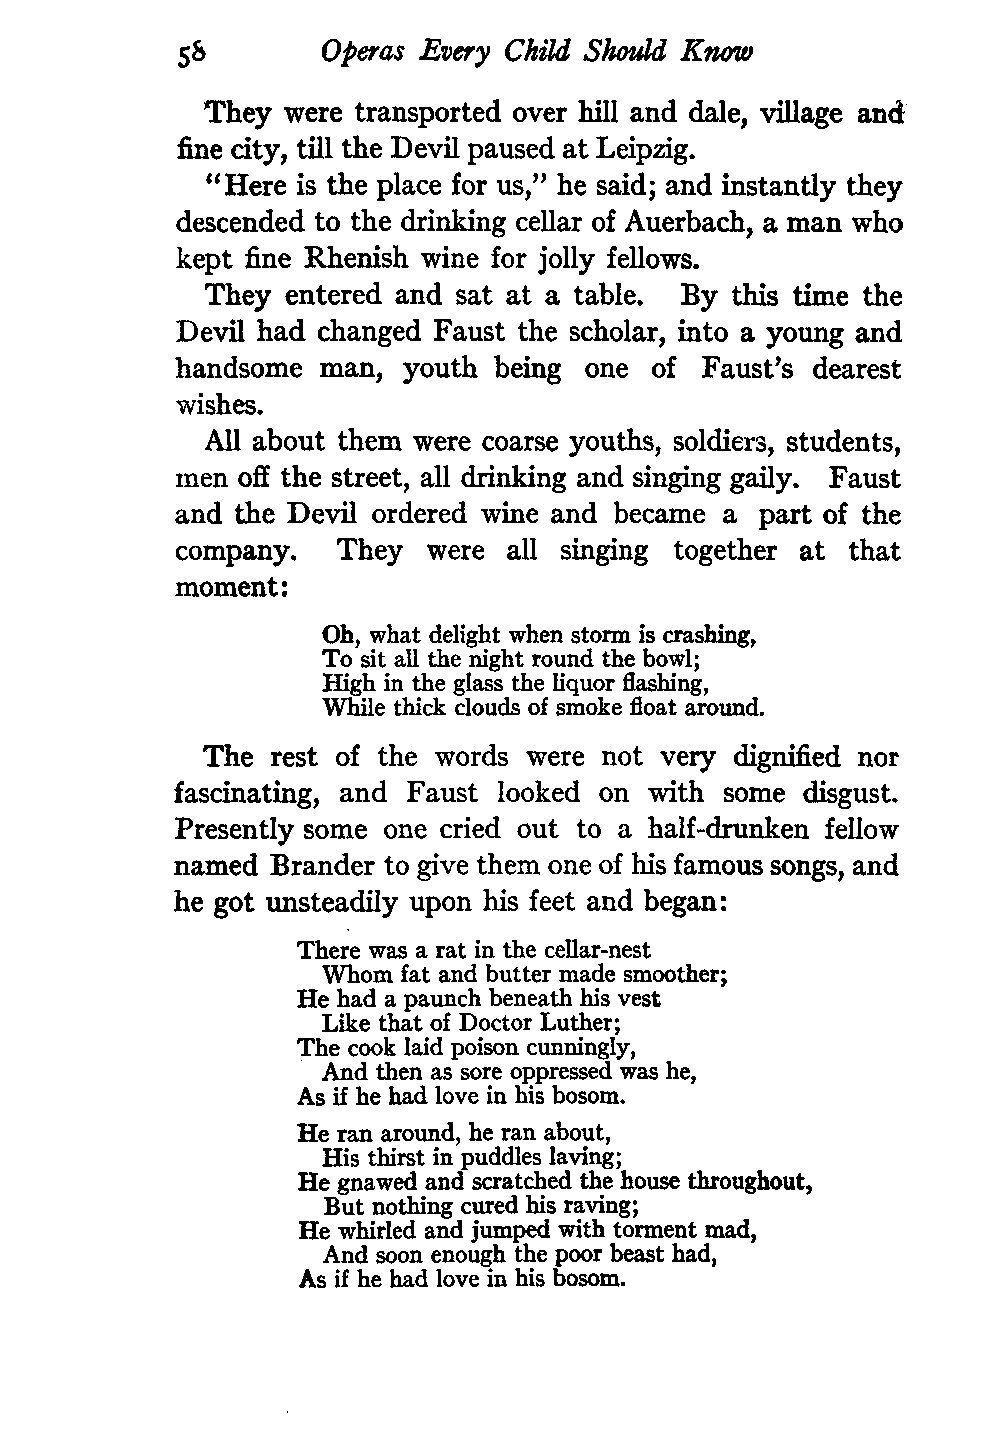 58 Operas Every Child Should Know
They were transported over hill and dale, village and
fine city, till the Devil paused at Leipzig.
"Here is the place for us," he said; and instantly they
descended to the drinking cellar of Auerbach, a man who
kept fine Rhenish wine for jolly fellows.
They entered and sat at a table. By this time the
Devil had changed Faust the scholar, into a young and
handsome man, youth being one of Faust's dearest
wishes.
All about them were coarse youths, soldiers, students,
men off the street, all drinking and singing gaily. Faust
and the Devil ordered wine and became a part of the
company. They were all singing together at that
moment:
Oh, what delight when storm is crashing,
To sit all the night round the bowl;
High in the glass the liquor flashing,
While thick clouds of smoke float around.
The rest of the words were not very dignified nor
fascinating, and Faust looked on with some disgust.
Presently some one cried out to a half-drunken fellow
named Brander to give them one of his famous songs, and
he got unsteadily upon his feet and began:
There was a rat in the cellar-nest
Whom fat and butter made smoother;
He had a paunch beneath his vest
Like that of Doctor Luther;
The cook laid poison cunningly,
And then as sore oppressed was he,
As if he had love in his bosom.
He ran around, he ran about,
His thirst in puddles laving;
He gnawed and scratched the house throughout,
But nothing cured his raving;
He whirled and jumped with torment mad,
And soon enough the poor beast had,
As if he had love in his bosom.